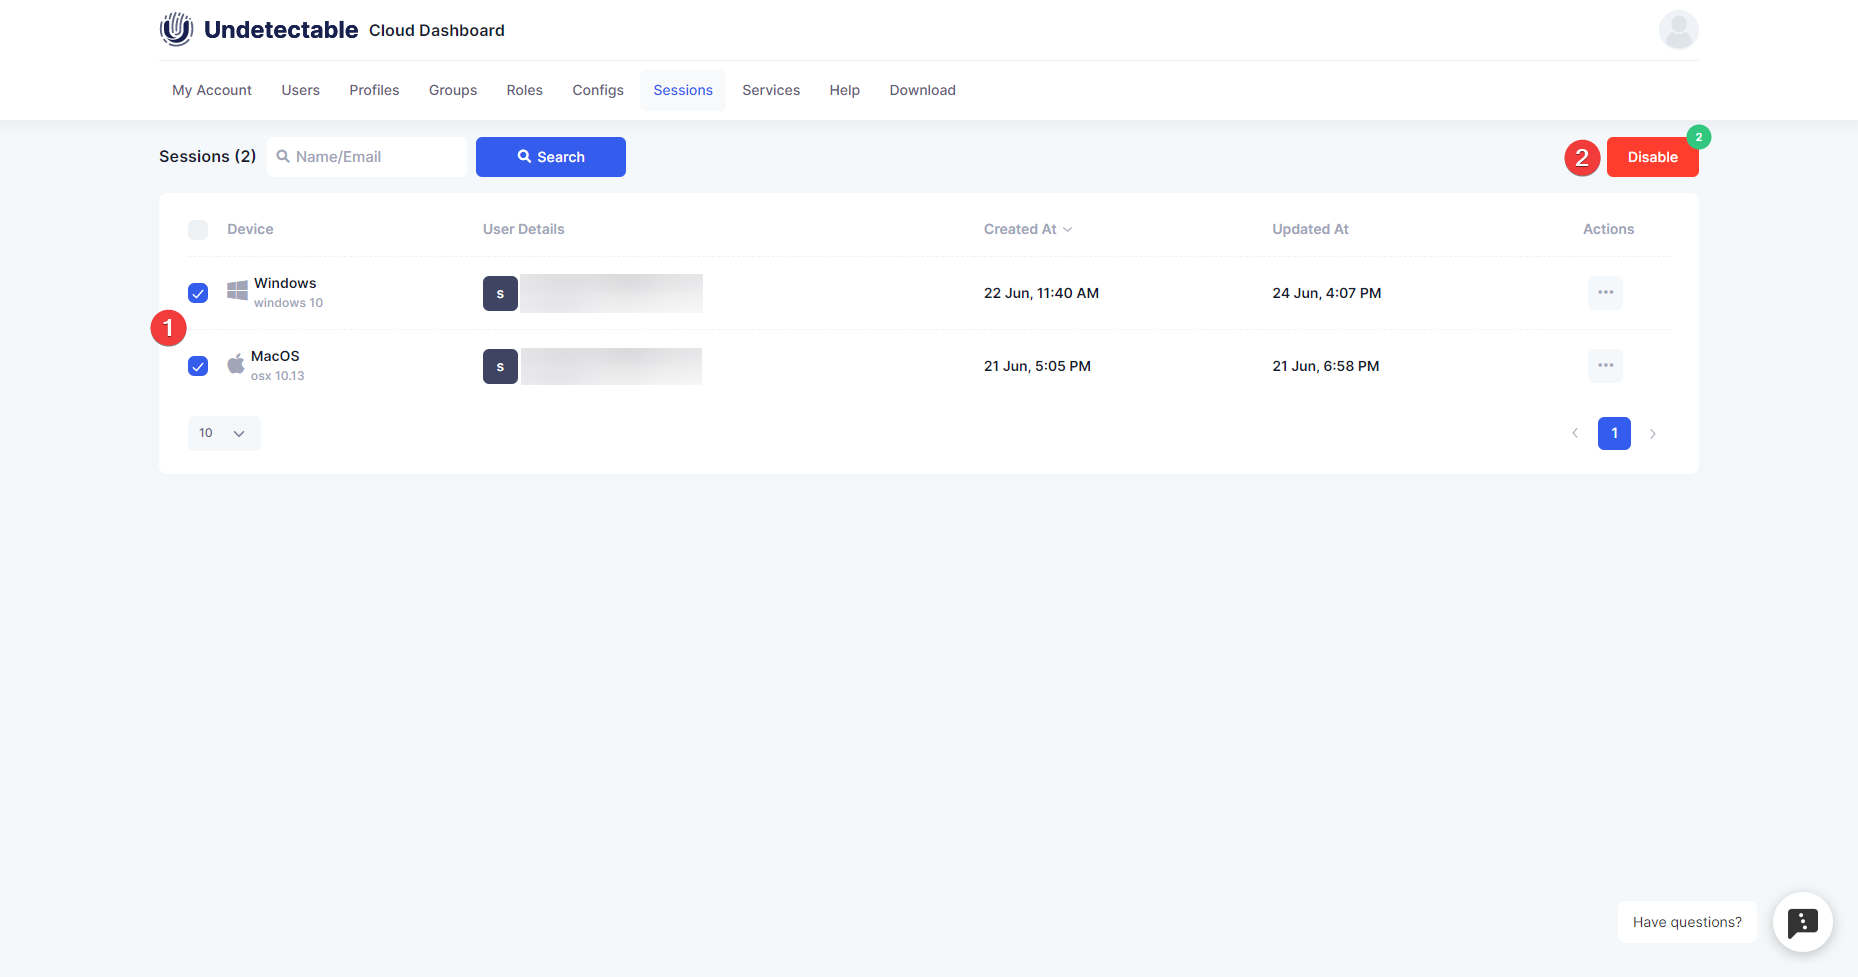 Undetectable Cloud Dashboard
My Account Users Profiles Groups Roles Configs Sessions Services Help Download
Sessions (2) Name/Email Search 2 Disable 2
Device User Details Created At Updated At Actions
Windows
windows 10
s 22 Jun, 11:40 AM 24 Jun, 4:07 PM
1
MacOS
osx 10.13
s 21 Jun, 5:05 PM 21 Jun, 6:58 PM
10 1
Have questions?